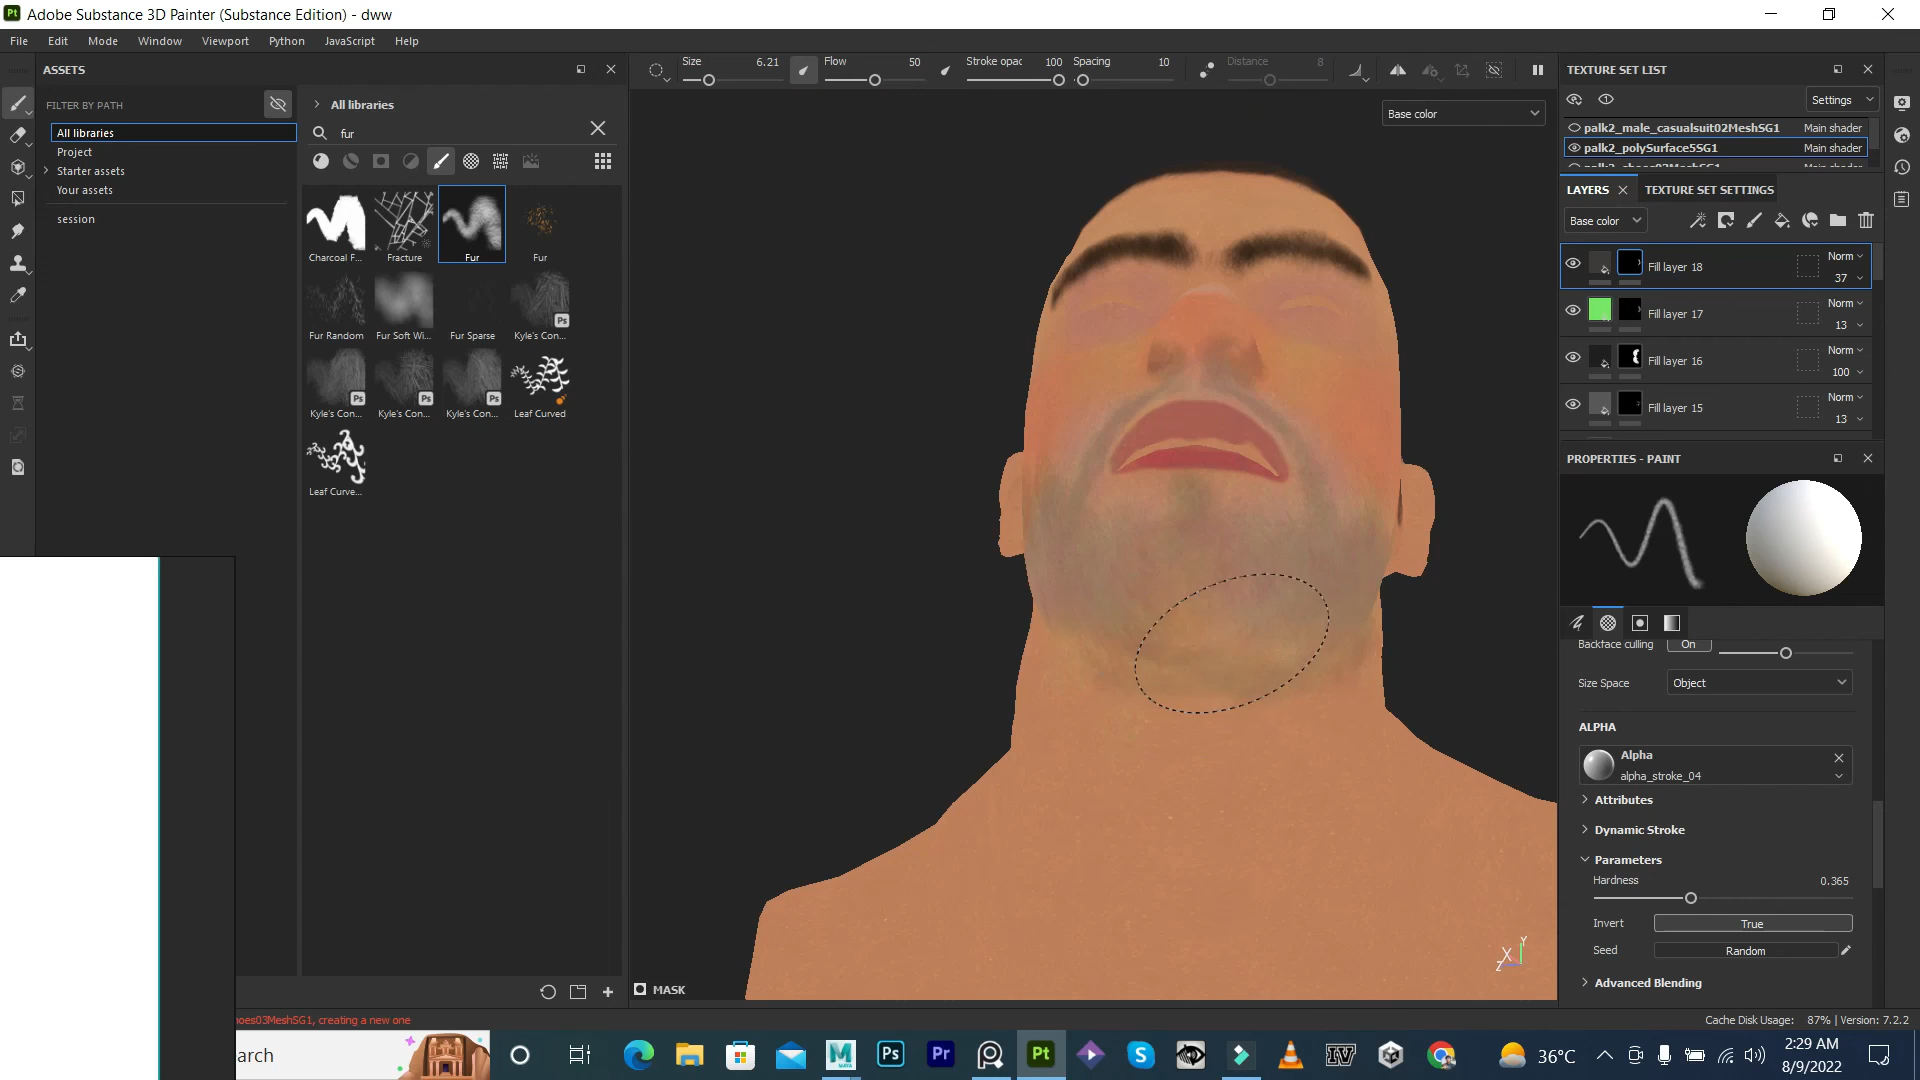 Adobe Substance 3D Painter (Substance Edition) - dww
File Edit Mode Window Viewport Python JavaScript Help
ASSETS
FILTER BY PATH
All libraries
Project
Starter assets
Your assets
session
All libraries
fur
Charcoal F... Fracture Fur Fur
Fur Random Fur Soft Wi... Fur Sparse Kyle's Con...
Kyle's Con... Kyle's Con... Kyle's Con... Leaf Curved
Leaf Curve...
Size 6.21 Flow 50 Stroke opac 100 Spacing 10 Distance 8
Base color
MASK
TEXTURE SET LIST
Settings
palk2_male_casualsuit02MeshSG1 Main shader
palk2_polySurface5SG1 Main shader
LAYERS TEXTURE SET SETTINGS
Base color
Fill layer 18 Norm 37
Fill layer 17 Norm 13
Fill layer 16 Norm 100
Fill layer 15 Norm 13
PROPERTIES - PAINT
Backface culling On
Size Space Object
ALPHA
Alpha
alpha_stroke_04
Attributes
Dynamic Stroke
Parameters
Hardness 0.365
Invert True
Seed Random
Advanced Blending
oes03MeshSG1, creating a new one
Cache Disk Usage: 87% | Version: 7.2.2
arch
36°C
2:29 AM
8/9/2022